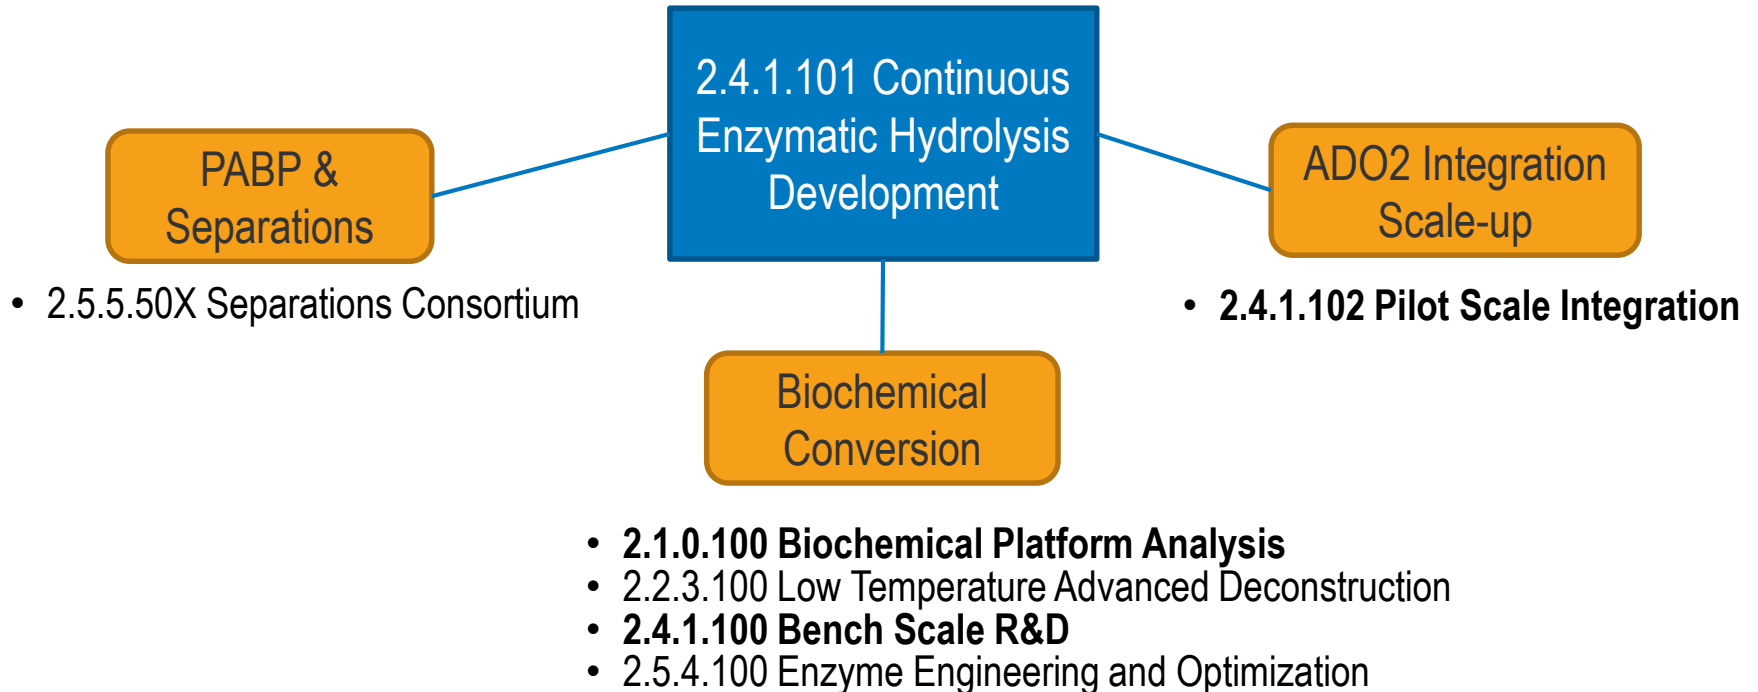 2.4.1.101 Continuous
Enzymatic Hydrolysis
Development
PABP &
Separations
ADO2 Integration
Scale-up
• 2.5.5.50X Separations Consortium
• 2.4.1.102 Pilot Scale Integration
Biochemical
Conversion
• 2.1.0.100 Biochemical Platform Analysis
• 2.2.3.100 Low Temperature Advanced Deconstruction
• 2.4.1.100 Bench Scale R&D
• 2.5.4.100 Enzyme Engineering and Optimization